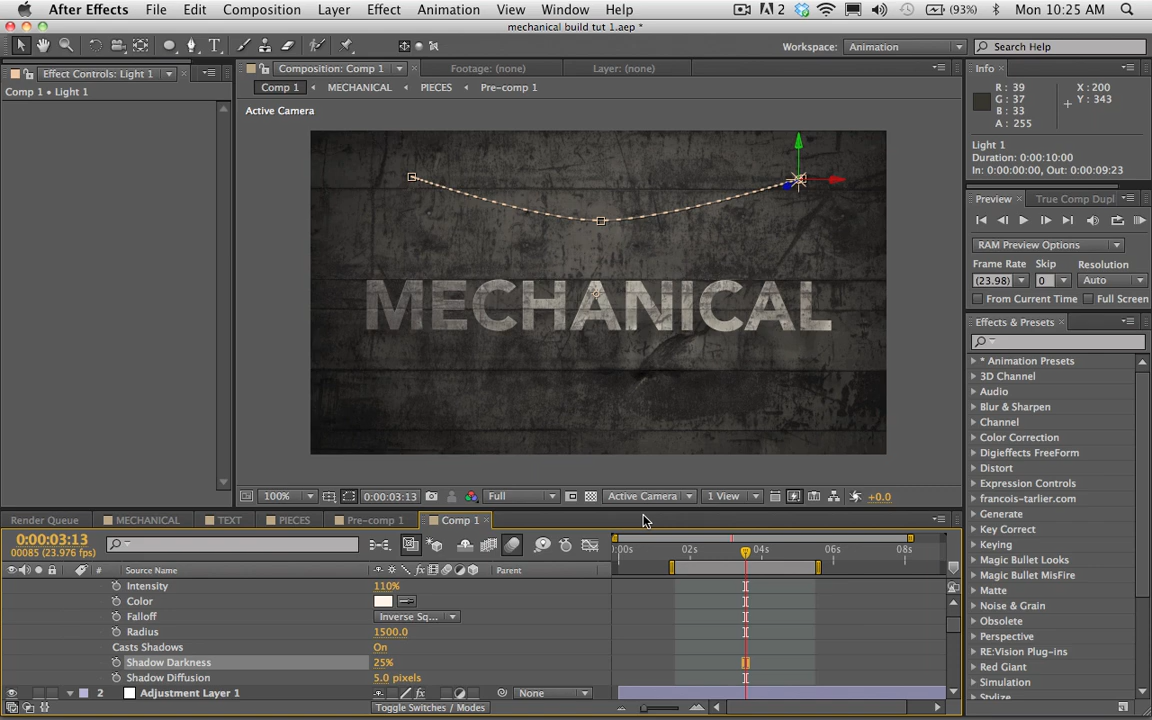 After Effects File Edit Composition Layer Effect Animation View Window Help 2 (93%) Mon 10:25 AM
mechanical build tut 1.aep *
Workspace: Animation Search Help
Effect Controls: Light 1
Composition: Comp 1 Footage: (none) Layer: (none)
Info
Comp 1 • Light 1
Comp 1 MECHANICAL PIECES Pre-comp 1
R: 39
G: 37
B: 33
A: 255
X: 200
Y: 343
Active Camera
Light 1
Duration: 0:00:10:00
In: 0:00:00:00, Out: 0:00:09:23
MECHANICAL
Preview True Comp Dupl
RAM Preview Options
Frame Rate Skip Resolution
(23.98) 0 Auto
From Current Time Full Screen
Effects & Presets
* Animation Presets
3D Channel
Audio
Blur & Sharpen
Channel
Color Correction
Digieffects FreeForm
Distort
Expression Controls
francois-tarlier.com
Generate
Key Correct
Keying
Magic Bullet Looks
Magic Bullet MisFire
Matte
Noise & Grain
Obsolete
Perspective
RE:Vision Plug-ins
Red Giant
Simulation
Stylize
100% 0:00:03:13 Full Active Camera 1 View +0.0
Render Queue MECHANICAL TEXT PIECES Pre-comp 1 Comp 1
0:00:03:13
00085 (23.976 fps)
:00s 02s 04s 06s 08s
# Source Name Parent
Intensity 110%
Color
Falloff Inverse Sq...
Radius 1500.0
Casts Shadows On
Shadow Darkness 25%
Shadow Diffusion 5.0 pixels
2 Adjustment Layer 1 None
Toggle Switches / Modes